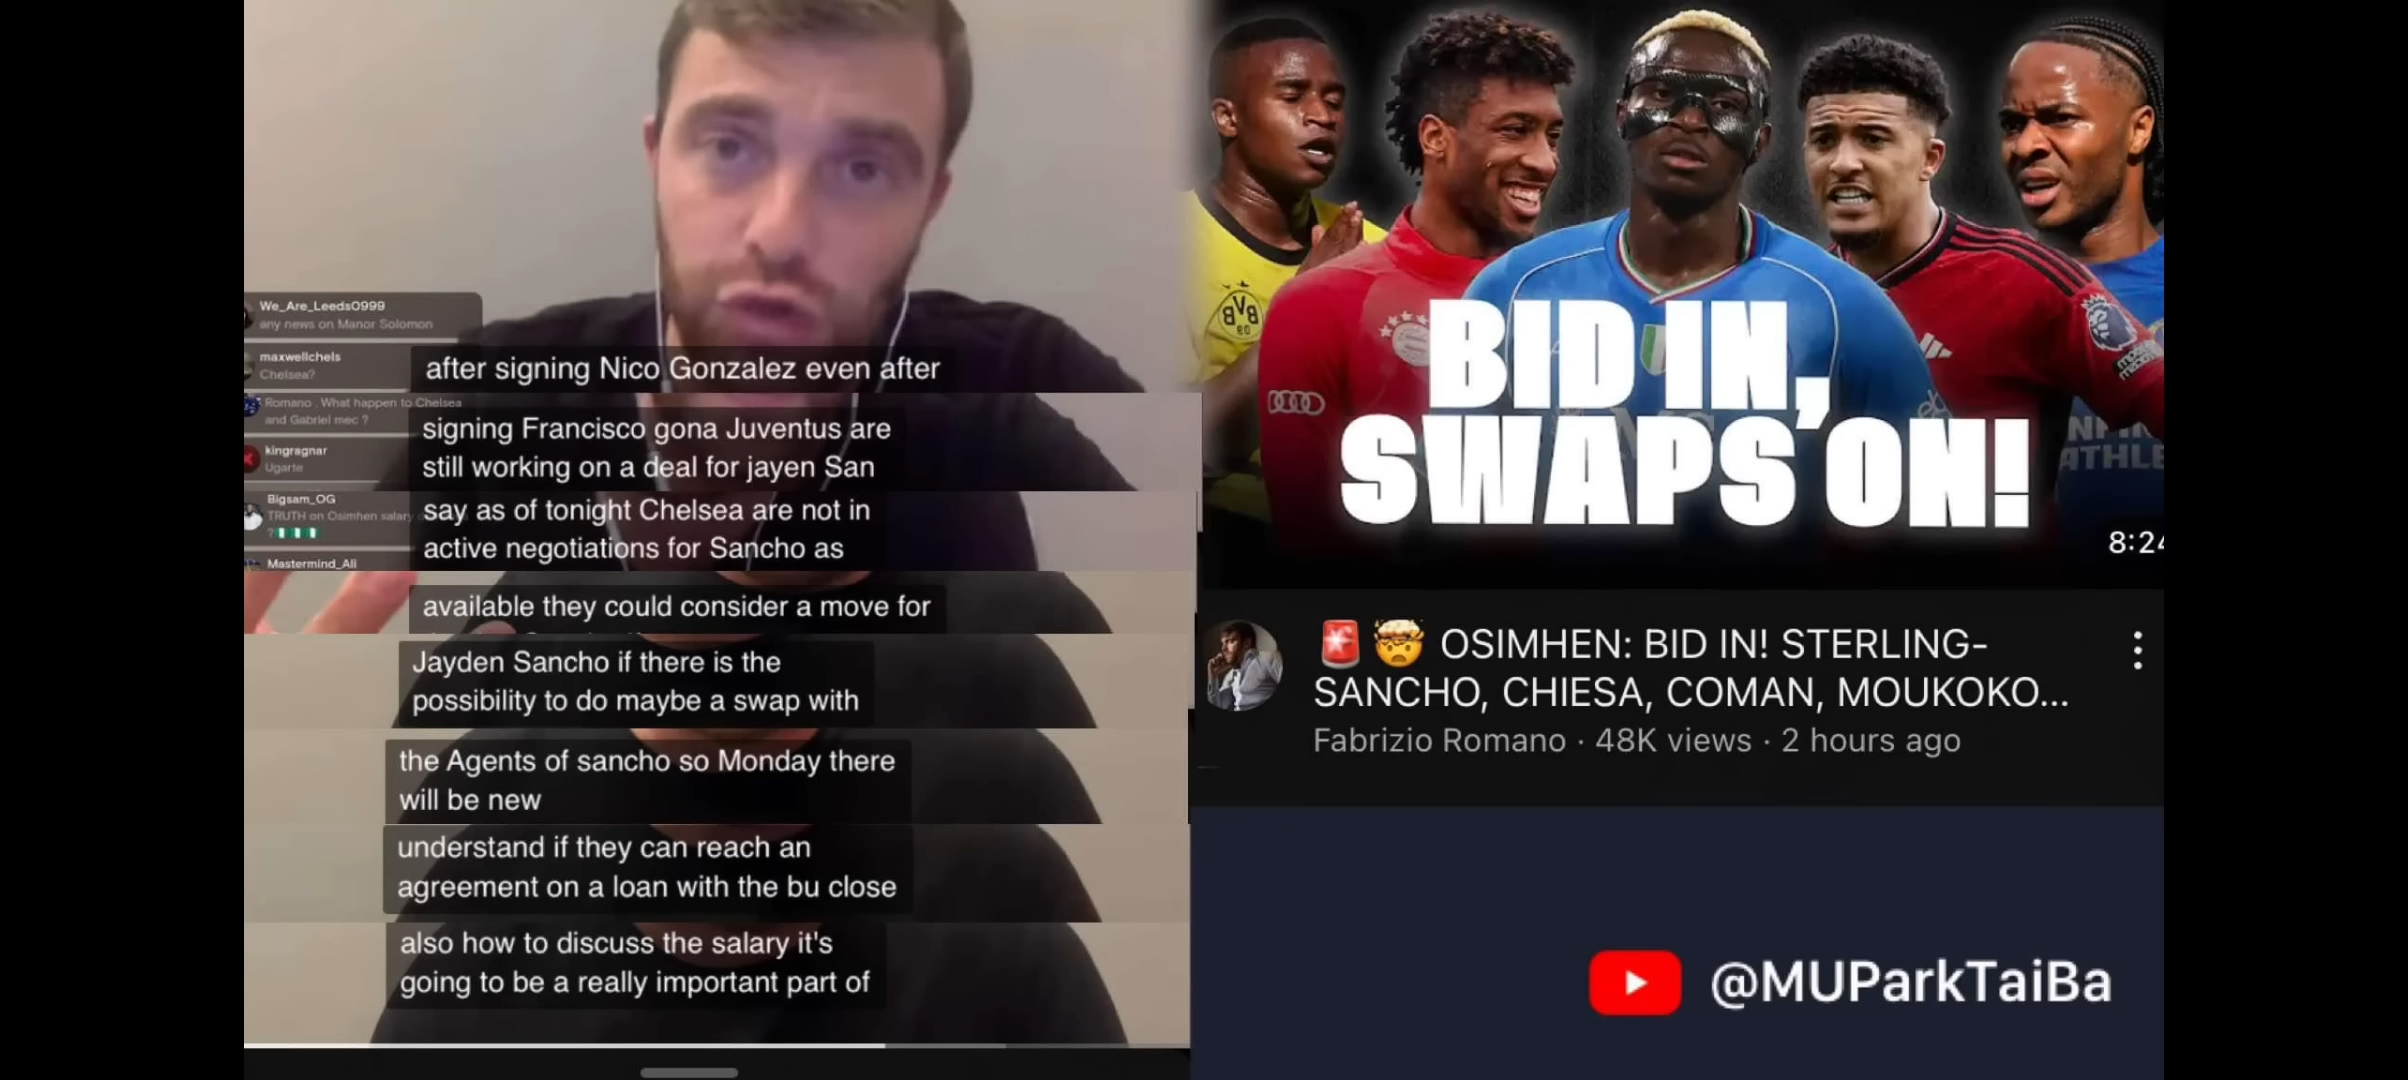 We_Are_Leeds0999
any news on Manor Solomon
maxwellchels
Chelsea?
Romano . What happen to Chelsea
and Gabriel mec ?
kingragnar
Ugarte
Bigsam_OG
TRUTH on Osimhen salary
?
Mastermind_Ali
after signing Nico Gonzalez even after
signing Francisco gona Juventus are
still working on a deal for jayen San
say as of tonight Chelsea are not in
active negotiations for Sancho as
available they could consider a move for
Jayden Sancho if there is the
possibility to do maybe a swap with
the Agents of sancho so Monday there
will be new
understand if they can reach an
agreement on a loan with the bu close
also how to discuss the salary it's
going to be a really important part of
BVB
09
BID IN,
SWAPS ON!
8:24
OSIMHEN: BID IN! STERLING-
SANCHO, CHIESA, COMAN, MOUKOKO...
Fabrizio Romano · 48K views · 2 hours ago
@MUParkTaiBa